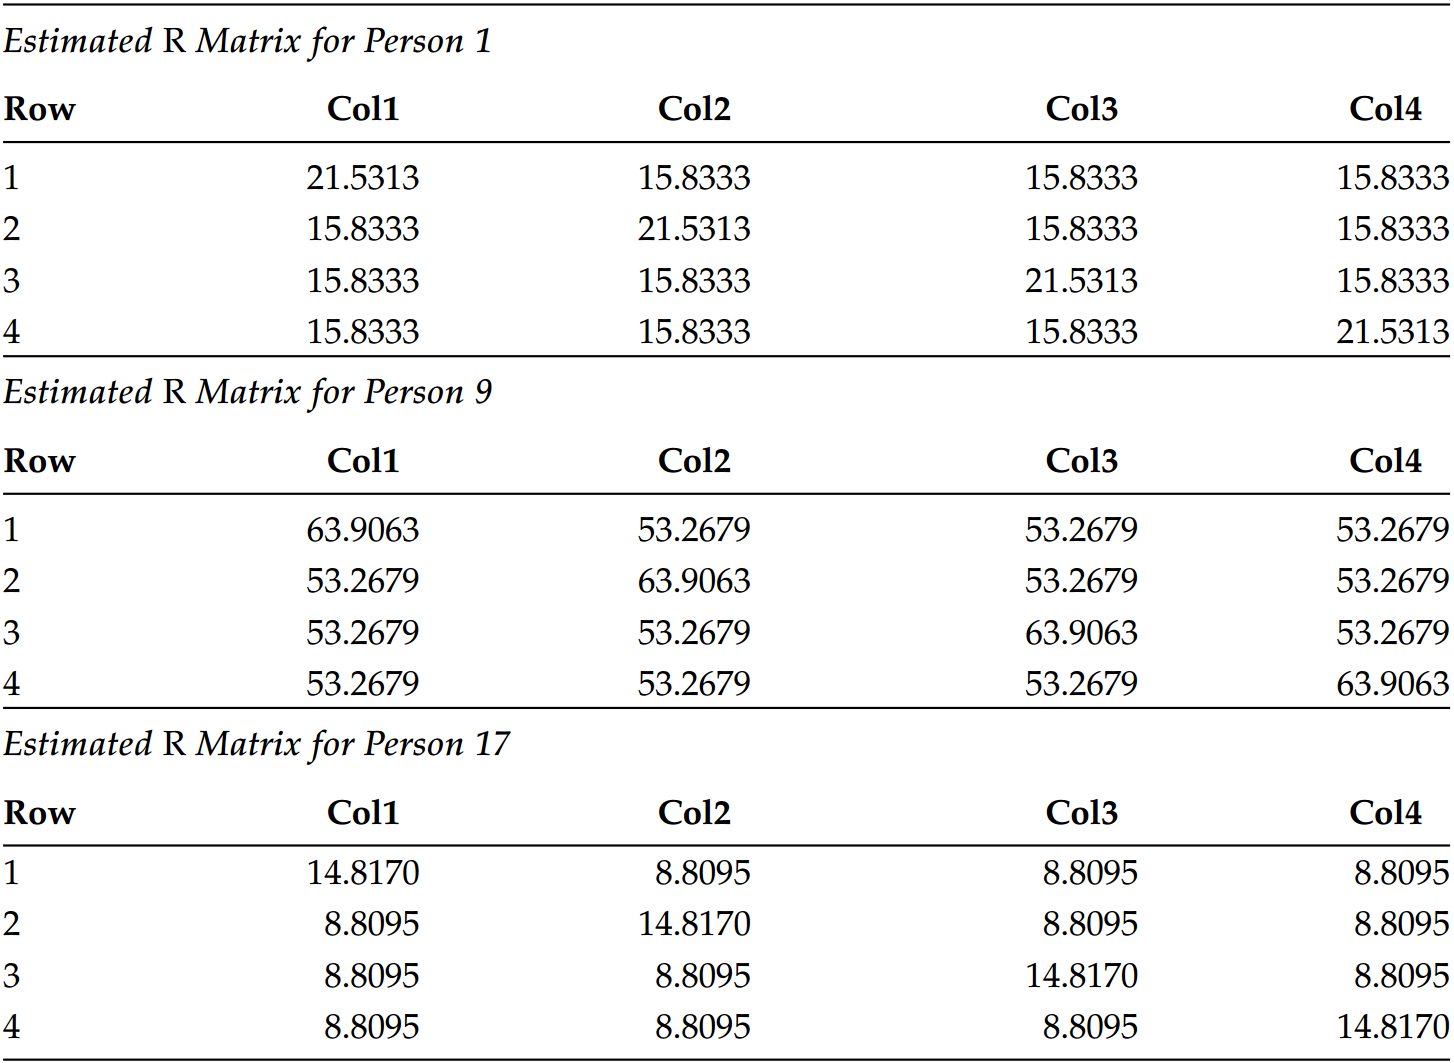 Estimated R Matrix for Person 1
Row Col1 Col2 Col3 Col4
1 21.5313 15.8333 15.8333 15.8333
2 15.8333 21.5313 15.8333 15.8333
3 15.8333 15.8333 21.5313 15.8333
4 15.8333 15.8333 15.8333 21.5313
Estimated R Matrix for Person 9
Row Col1 Col2 Col3 Col4
1 63.9063 53.2679 53.2679 53.2679
2 53.2679 63.9063 53.2679 53.2679
3 53.2679 53.2679 63.9063 53.2679
4 53.2679 53.2679 53.2679 63.9063
Estimated R Matrix for Person 17
Row Col1 Col2 Col3 Col4
1 14.8170 8.8095 8.8095 8.8095
2 8.8095 14.8170 8.8095 8.8095
3 8.8095 8.8095 14.8170 8.8095
4 8.8095 8.8095 8.8095 14.8170